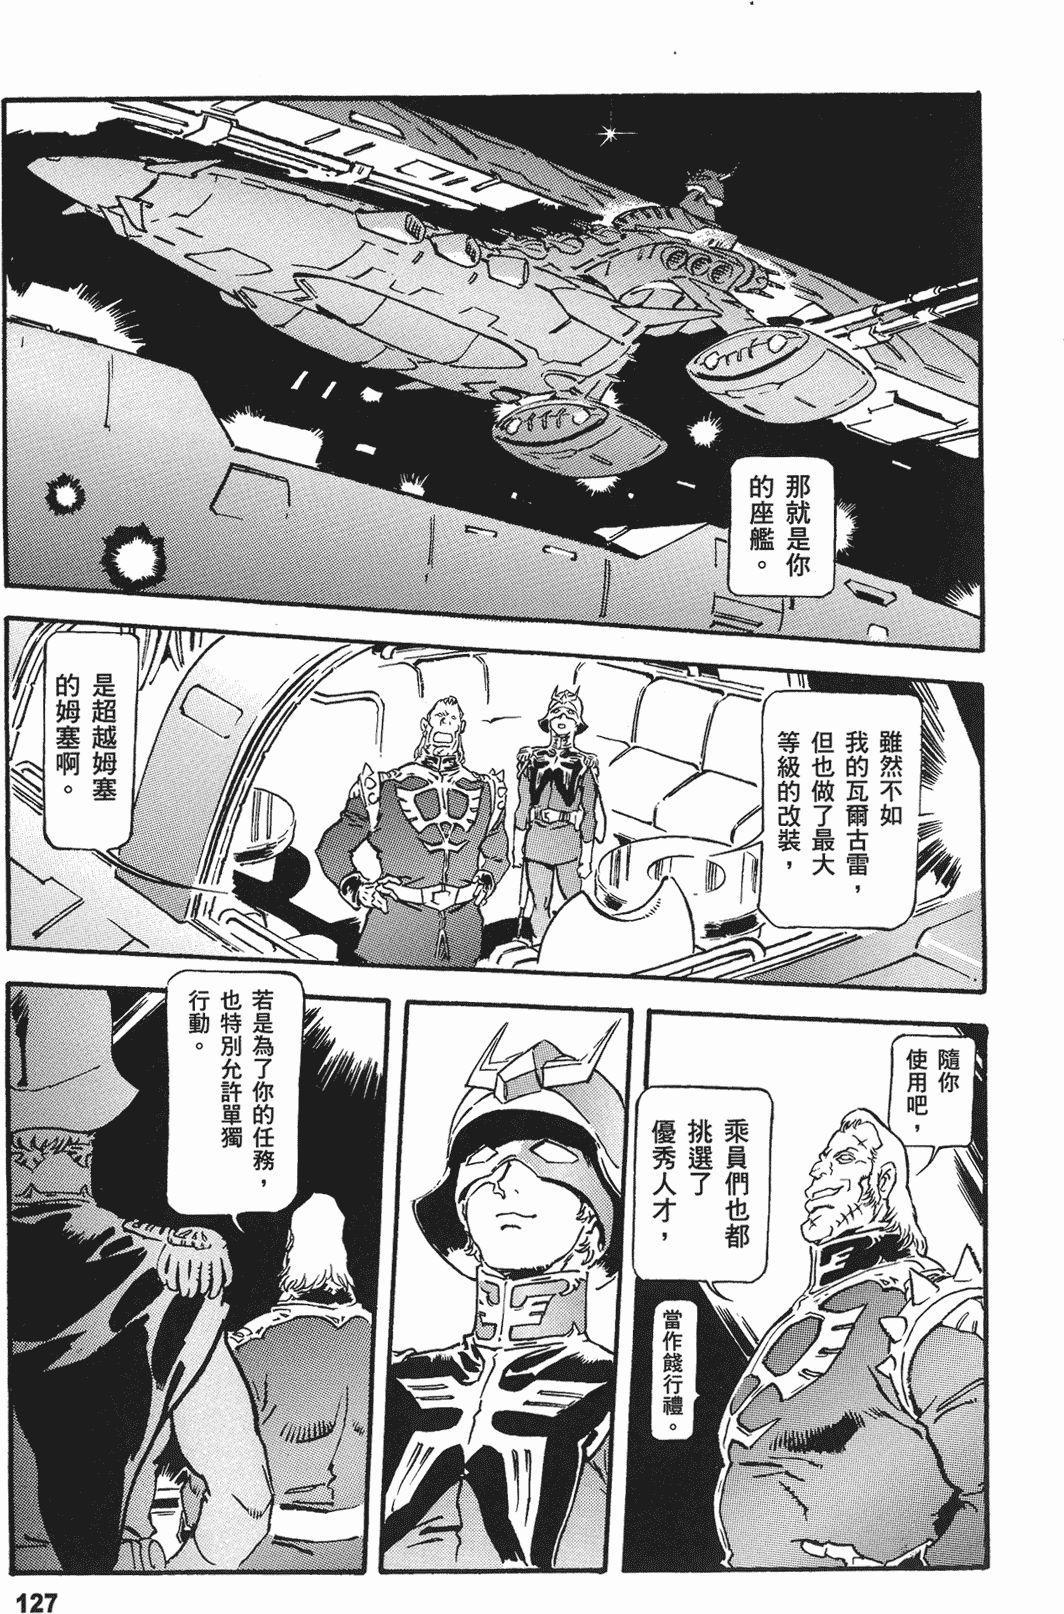 那就是你
的座艦。
雖然不如
我的瓦爾古雷，
但也做了最大
等級的改裝，
是超越姆塞
的姆塞啊。
隨你
使用吧，
乘員們也都
挑選了
優秀人才，
當作餞行禮。
若是為了你的任務，
也特別允許單獨
行動。
127